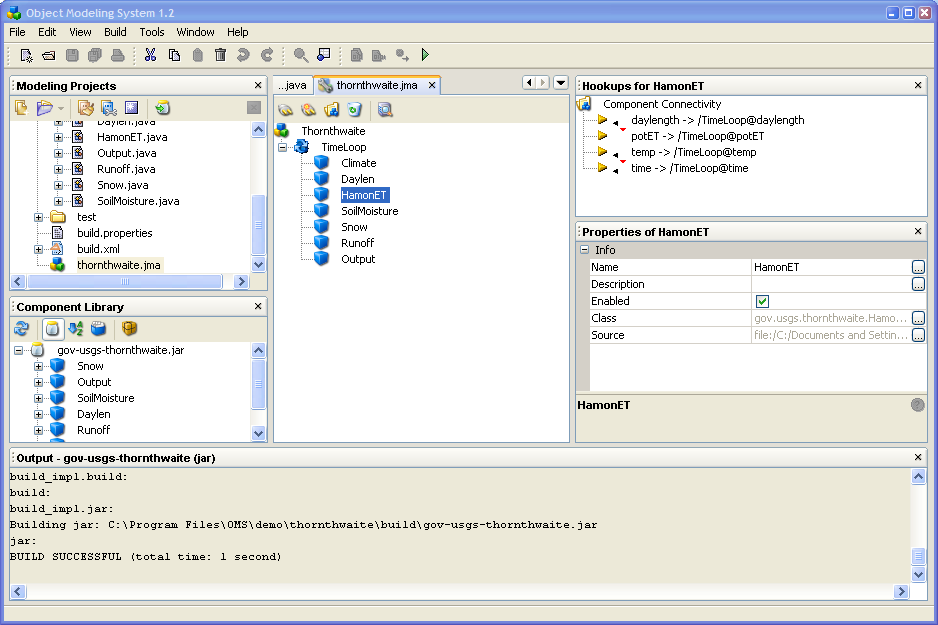 Object Modeling System 1.2
File Edit View Build Tools Window Help
Modeling Projects
Daylen.java
HamonET.java
Output.java
Runoff.java
Snow.java
SoilMoisture.java
test
build.properties
build.xml
thornthwaite.jma
Component Library
gov-usgs-thornthwaite.jar
Snow
Output
SoilMoisture
Daylen
Runoff
...java thornthwaite.jma
Thornthwaite
TimeLoop
Climate
Daylen
HamonET
SoilMoisture
Snow
Runoff
Output
Hookups for HamonET
Component Connectivity
daylength -> /TimeLoop@daylength
potET -> /TimeLoop@potET
temp -> /TimeLoop@temp
time -> /TimeLoop@time
Properties of HamonET
Info
Name HamonET ...
Description ...
Enabled
Class gov.usgs.thornthwaite.Hamo... ...
Source file:/C:/Documents and Settin... ...
HamonET
Output - gov-usgs-thornthwaite (jar)
build_impl.build:
build:
build_impl.jar:
Building jar: C:\Program Files\OMS\demo\thornthwaite\build\gov-usgs-thornthwaite.jar
jar:
BUILD SUCCESSFUL (total time: 1 second)